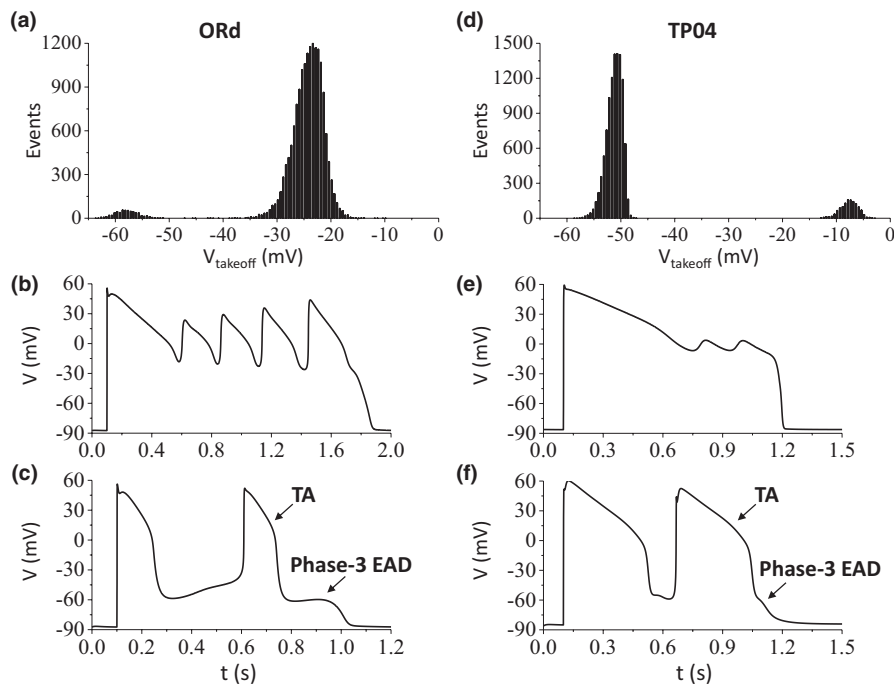 (a)
ORd
1200
900
600
300
0
Events
-60 -50 -40 -30 -20 -10 0
Vtakeoff (mV)
(d)
TP04
1500
1200
900
600
300
0
Events
-60 -50 -40 -30 -20 -10 0
Vtakeoff (mV)
(b)
60
30
0
-30
-60
-90
V (mV)
0.0 0.4 0.8 1.2 1.6 2.0
(e)
60
30
0
-30
-60
-90
V (mV)
0.0 0.3 0.6 0.9 1.2 1.5
(c)
60
30
0
-30
-60
-90
V (mV)
TA
Phase-3 EAD
0.0 0.2 0.4 0.6 0.8 1.0 1.2
t (s)
(f)
60
30
0
-30
-60
-90
V (mV)
TA
Phase-3 EAD
0.0 0.3 0.6 0.9 1.2 1.5
t (s)